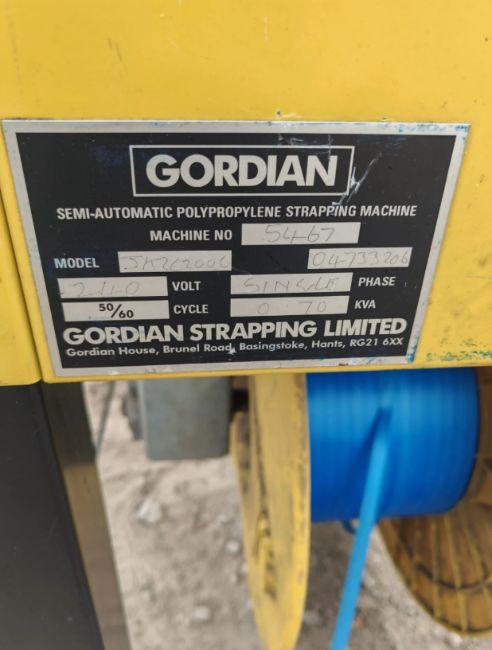 GORDIAN
SEMI-AUTOMATIC POLYPROPYLENE STRAPPING MACHINE
MACHINE NO 5467
MODEL 04733206
240 VOLT SINGLE PHASE
50/60 CYCLE 0 70 KVA
GORDIAN STRAPPING LIMITED
Gordian House, Brunel Road, Basingstoke, Hants, RG21 6XX